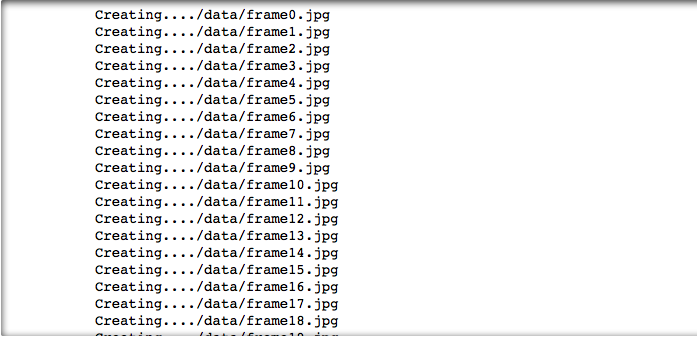 Creating..../data/frame0.jpg
Creating..../data/frame1.jpg
Creating..../data/frame2.jpg
Creating..../data/frame3.jpg
Creating..../data/frame4.jpg
Creating..../data/frame5.jpg
Creating..../data/frame6.jpg
Creating..../data/frame7.jpg
Creating..../data/frame8.jpg
Creating..../data/frame9.jpg
Creating..../data/frame10.jpg
Creating..../data/frame11.jpg
Creating..../data/frame12.jpg
Creating..../data/frame13.jpg
Creating..../data/frame14.jpg
Creating..../data/frame15.jpg
Creating..../data/frame16.jpg
Creating..../data/frame17.jpg
Creating..../data/frame18.jpg